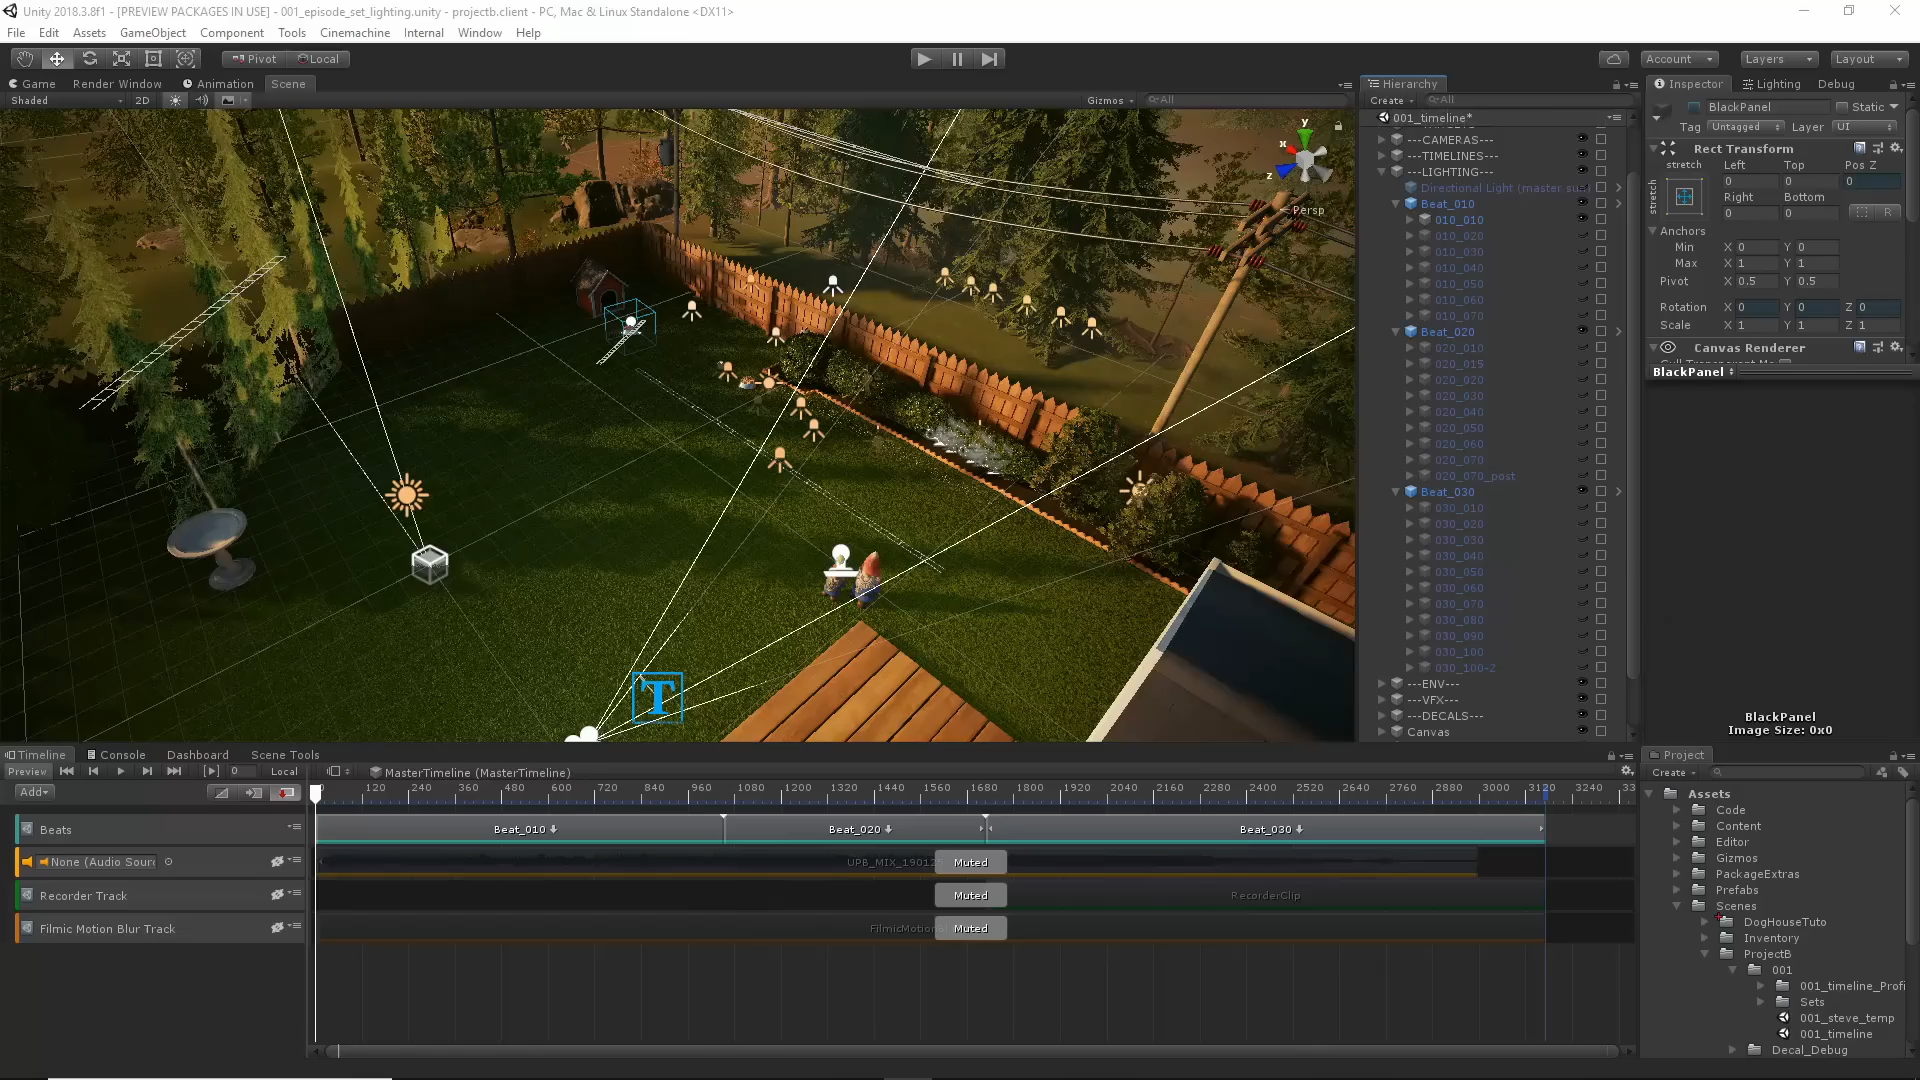 Unity 2018.3.8f1 - [PREVIEW PACKAGES IN USE] - 001_episode_set_lighting.unity - projectb.client - PC, Mac & Linux Standalone <DX11>
File Edit Assets GameObject Component Tools Cinemachine Internal Window Help
Pivot Local Account Layers Layout
Game Render Window Animation Scene
Shaded 2D Gizmos All
y
x
z
Persp
T
Hierarchy
Create All
001_timeline*
---CAMERAS---
---TIMELINES---
---LIGHTING---
Directional Light (master su
Beat_010
010_010
010_020
010_030
010_040
010_050
010_060
010_070
Beat_020
020_010
020_015
020_020
020_030
020_040
020_050
020_060
020_070
020_070_post
Beat_030
030_010
030_020
030_030
030_040
030_050
030_060
030_070
030_080
030_090
030_100
030_100-2
---ENV---
---VFX---
---DECALS---
Canvas
Inspector Lighting Debug
BlackPanel Static
Tag Untagged Layer UI
Rect Transform
stretch Left Top Pos Z
stretch 0 0 0
Right Bottom
0 0 R
Anchors
Min X 0 Y 0
Max X 1 Y 1
Pivot X 0.5 Y 0.5
Rotation X 0 Y 0 Z 0
Scale X 1 Y 1 Z 1
Canvas Renderer
BlackPanel
BlackPanel
Image Size: 0x0
Timeline Console Dashboard Scene Tools
Preview 0 Local MasterTimeline (MasterTimeline)
Add
120 240 360 480 600 720 840 960 1080 1200 1320 1440 1560 1680 1800 1920 2040 2160 2280 2400 2520 2640 2760 2880 3000 3120 3240 33
Beats Beat_010 Beat_020 Beat_030
None (Audio Sour UPB_MIX_19012 Muted
Recorder Track Muted RecorderClip
Filmic Motion Blur Track FilmicMotion Muted
Project
Create
Assets
Code
Content
Editor
Gizmos
PackageExtras
Prefabs
Scenes
DogHouseTuto
Inventory
ProjectB
001
001_timeline_Profi
Sets
001_steve_temp
001_timeline
Decal_Debug